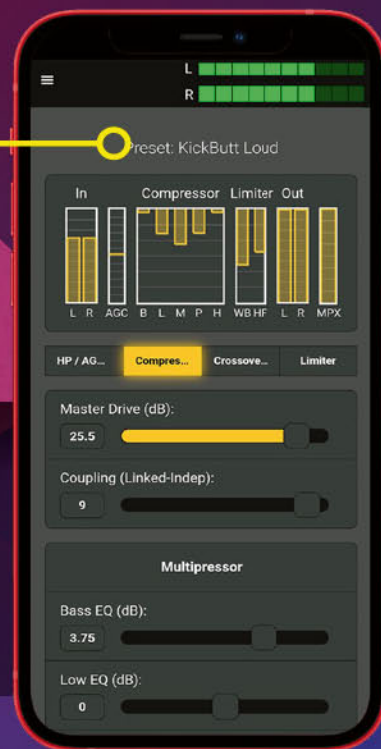 L
R
Preset: KickButt Loud
In Compressor Limiter Out
L R AGC B L M P H WB HF L R MPX
HP / AG... Compres... Crossove... Limiter
Master Drive (dB):
25.5
Coupling (Linked-Indep):
9
Multipressor
Bass EQ (dB):
3.75
Low EQ (dB):
0